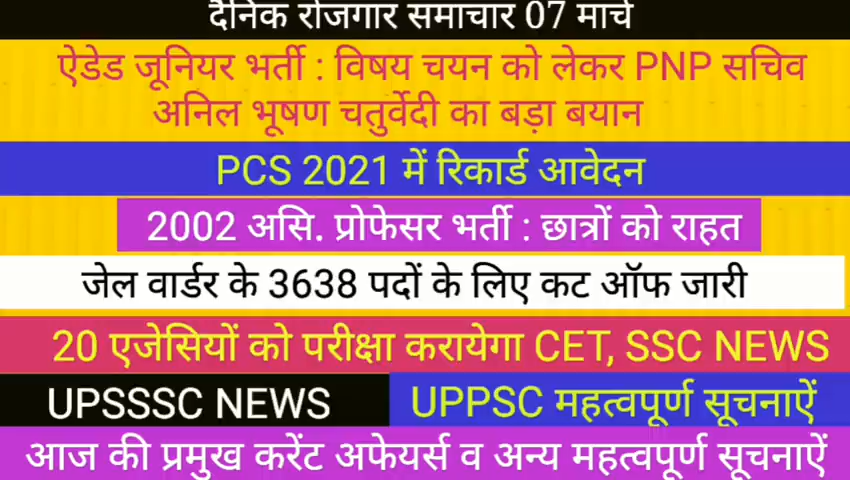 दैनिक रोजगार समाचार 07 मार्च
ऐडेड जूनियर भर्ती : विषय चयन को लेकर PNP सचिव
अनिल भूषण चतुर्वेदी का बड़ा बयान
PCS 2021 में रिकार्ड आवेदन
2002 असि. प्रोफेसर भर्ती : छात्रों को राहत
जेल वार्डर के 3638 पदों के लिए कट ऑफ जारी
20 एजेसियों को परीक्षा करायेगा CET, SSC NEWS
UPSSSC NEWS
UPPSC महत्वपूर्ण सूचनाऐं
आज की प्रमुख करेंट अफेयर्स व अन्य महत्वपूर्ण सूचनाऐं